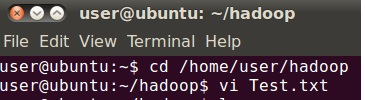 user@ubuntu: ~/hadoop
File Edit View Terminal Help
user@ubuntu:~$ cd /home/user/hadoop
user@ubuntu:~/hadoop$ vi Test.txt